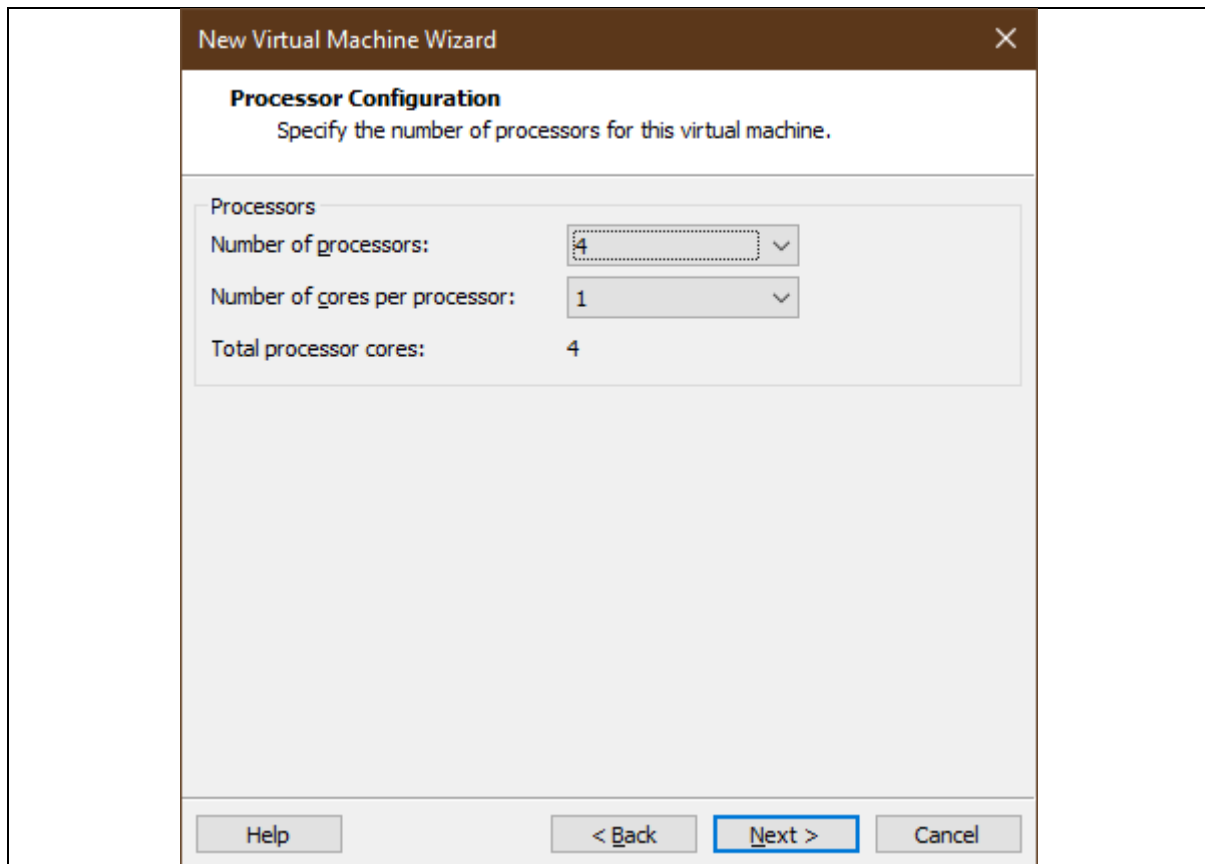 New Virtual Machine Wizard
Processor Configuration
Specify the number of processors for this virtual machine.
Processors
Number of processors: 4
Number of cores per processor: 1
Total processor cores: 4
Help < Back Next > Cancel